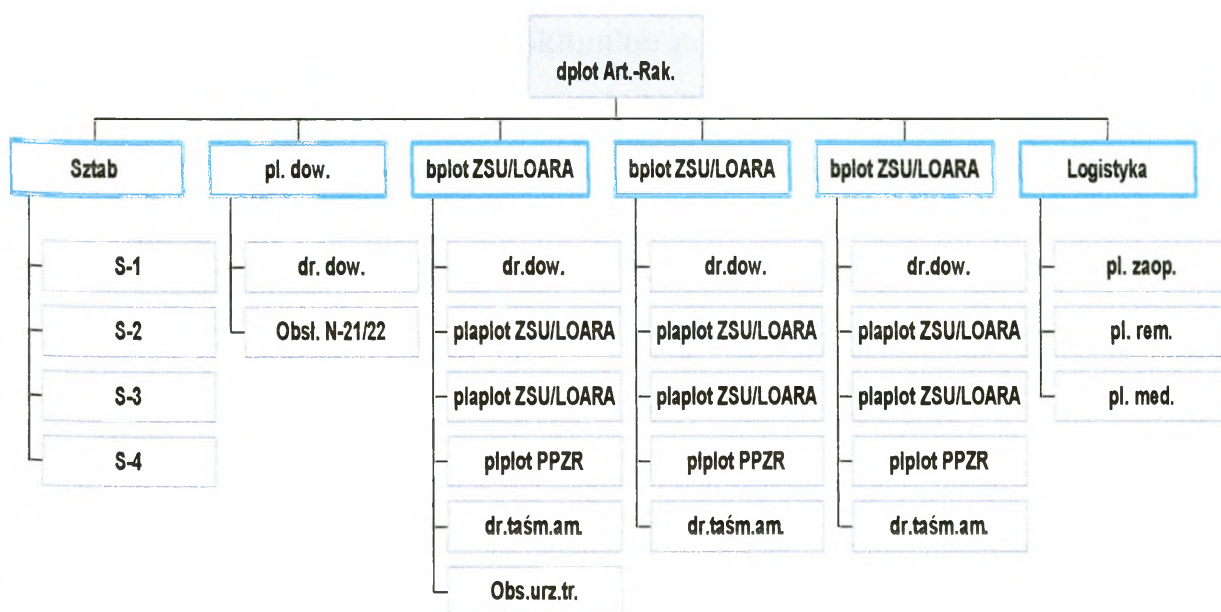 dplot Art.-Rak.
Sztab
pl. dow.
bplot ZSU/LOARA
bplot ZSU/LOARA
bplot ZSU/LOARA
Logistyka
S-1
S-2
S-3
S-4
dr. dow.
Obsł. N-21/22
dr.dow.
plaplot ZSU/LOARA
plaplot ZSU/LOARA
plplot PPZR
dr.taśm.am.
Obs.urz.tr.
dr.dow.
plaplot ZSU/LOARA
plaplot ZSU/LOARA
plplot PPZR
dr.taśm.am.
dr.dow.
plaplot ZSU/LOARA
plaplot ZSU/LOARA
plplot PPZR
dr.taśm.am.
pl. zaop.
pl. rem.
pl. med.